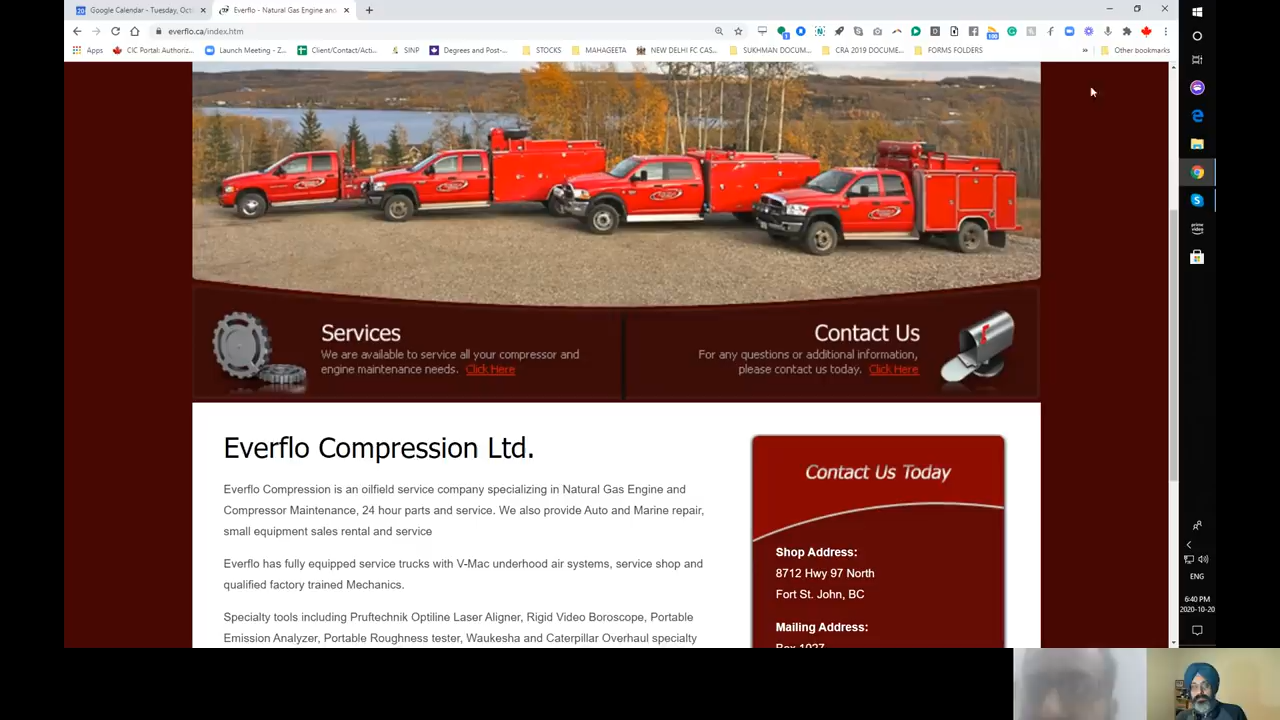 Google Calendar - Tuesday, Oct
Everflo - Natural Gas Engine and
everflo.ca/index.htm
Apps
CIC Portal: Authoriz...
Launch Meeting - Z...
Client/Contact/Acti...
SINP
Degrees and Post-...
STOCKS
MAHAGEETA
NEW DELHI FC CAS...
SUKHMAN DOCUM...
CRA 2019 DOCUME...
FORMS FOLDERS
»
Other bookmarks
Services
We are available to service all your compressor and
engine maintenance needs. Click Here
Contact Us
For any questions or additional information,
please contact us today. Click Here
Everflo Compression Ltd.
Everflo Compression is an oilfield service company specializing in Natural Gas Engine and
Compressor Maintenance, 24 hour parts and service. We also provide Auto and Marine repair,
small equipment sales rental and service
Everflo has fully equipped service trucks with V-Mac underhood air systems, service shop and
qualified factory trained Mechanics.
Specialty tools including Pruftechnik Optiline Laser Aligner, Rigid Video Boroscope, Portable
Emission Analyzer, Portable Roughness tester, Waukesha and Caterpillar Overhaul specialty
Contact Us Today
Shop Address:
8712 Hwy 97 North
Fort St. John, BC
Mailing Address:
Box 1027
prime video
ENG
6:40 PM
2020-10-20